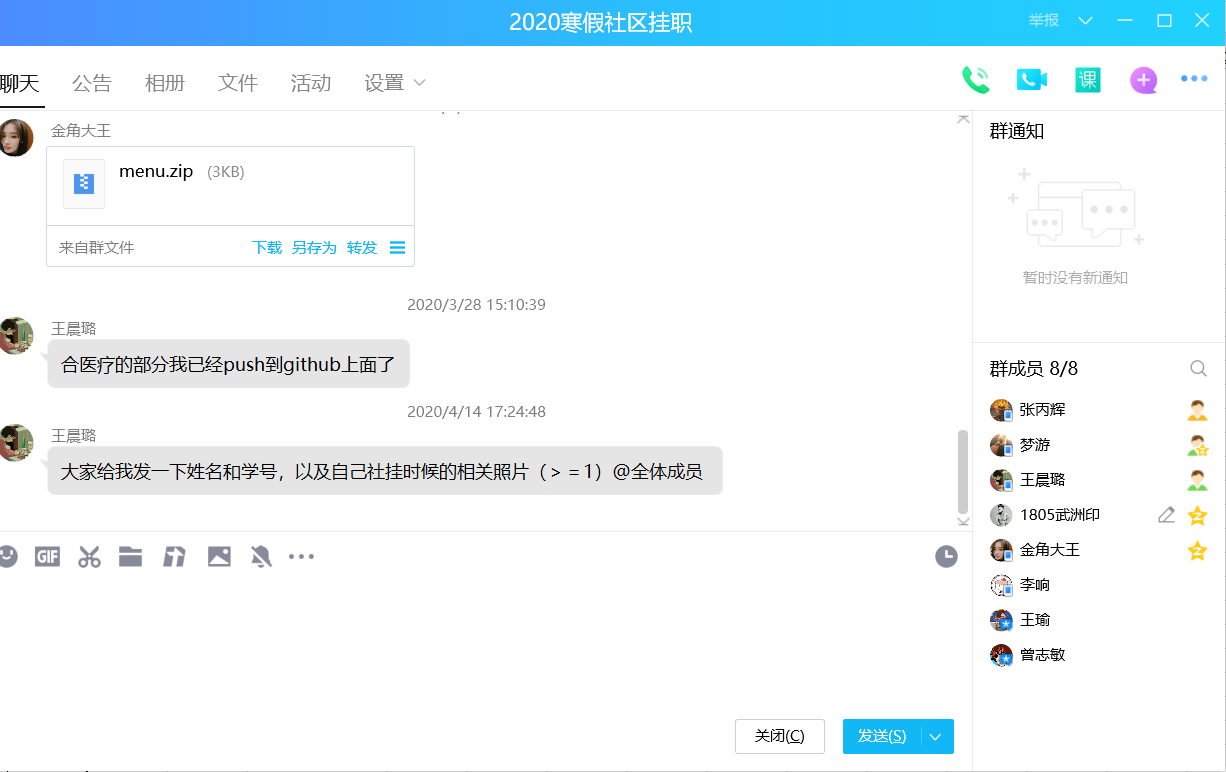 2020寒假社区挂职
举报
聊天 公告 相册 文件 活动 设置
课
金角大王
menu.zip (3KB)
来自群文件 下载 另存为 转发
2020/3/28 15:10:39
王晨璐
合医疗的部分我已经push到github上面了
2020/4/14 17:24:48
王晨璐
大家给我发一下姓名和学号，以及自己社挂时候的相关照片（> = 1）@全体成员
GIF
关闭(C) 发送(S)
群通知
暂时没有新通知
群成员 8/8
张丙辉
梦游
王晨璐
1805武洲印
金角大王
李响
王瑜
曾志敏